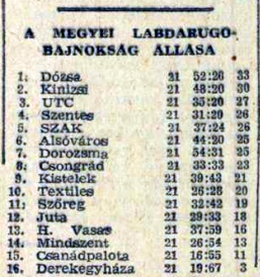 A MEGYEI LABDARUGO-
BAJNOKSÁG ÁLLÁSA
1. Dózsa 21 52:26 33
2. Kinizsi 21 48:20 30
3. UTC 21 35:20 27
4. Szentes 21 31:29 26
5. SZAK 21 37:24 26
6. Alsóváros 21 44:20 25
7. Dorozsma 21 54:31 25
8. Csongrád 21 33:33 23
9. Kistelek 21 39:43 21
10. Textiles 21 26:28 20
11. Szőreg 21 32:42 19
12. Juta 21 29:33 18
13. H. Vasas 21 37:59 16
14. Mindszent 21 26:54 13
15. Csanádpalota 21 16:55 11
16. Derekegyháza 21 19:67 3